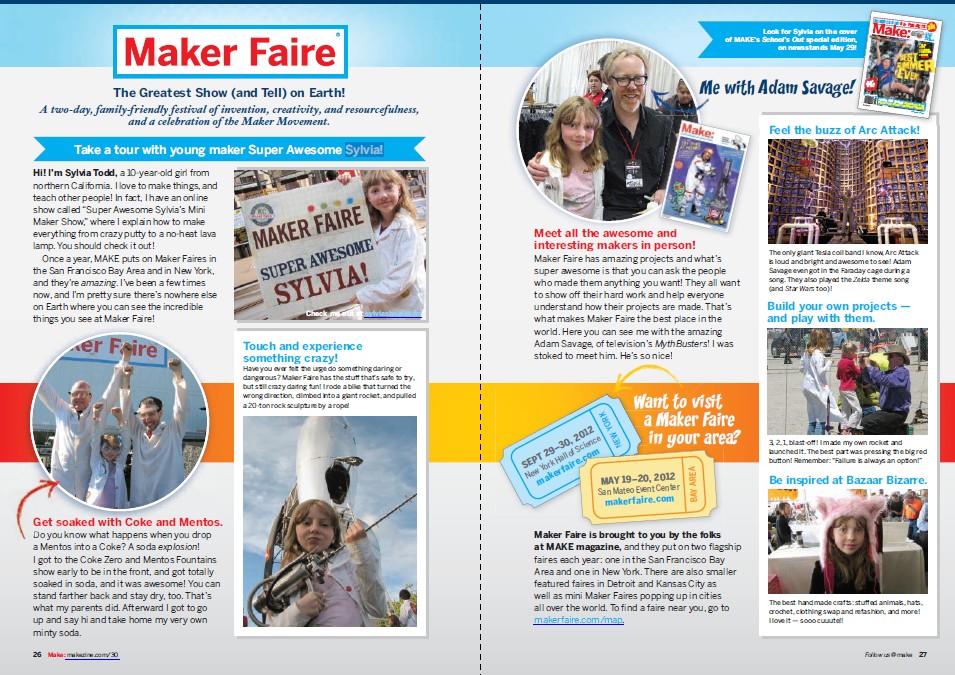 Maker Faire®
The Greatest Show (and Tell) on Earth!
A two-day, family-friendly festival of invention, creativity, and resourcefulness,
and a celebration of the Maker Movement.
Take a tour with young maker Super Awesome Sylvia!
Hi! I'm Sylvia Todd, a 10-year-old girl from
northern California. I love to make things, and
teach other people! In fact, I have an online
show called "Super Awesome Sylvia's Mini
Maker Show," where I explain how to make
everything from crazy putty to a no-heat lava
lamp. You should check it out!
Once a year, MAKE puts on Maker Faires in
the San Francisco Bay Area and in New York,
and they're amazing. I've been a few times
now, and I'm pretty sure there's nowhere else
on Earth where you can see the incredible
things you see at Maker Faire!
MAKER FAIRE
SUPER AWESOME
SYLVIA!
Check me out at
er Faire
Get soaked with Coke and Mentos.
Do you know what happens when you drop
a Mentos into a Coke? A soda explosion!
I got to the Coke Zero and Mentos Fountains
show early to be in the front, and got totally
soaked in soda, and it was awesome! You can
stand farther back and stay dry, too. That's
what my parents did. Afterward I got to go
up and say hi and take home my very own
minty soda.
Touch and experience
something crazy!
Have you ever felt the urge do something daring or
dangerous? Maker Faire has the stuff that's safe to try,
but still crazy daring fun! I rode a bike that turned the
wrong direction, climbed into a giant rocket, and pulled
a 20-ton rock sculpture by a rope!
26 Make: makezine.com/30
Look for Sylvia on the cover
of MAKE's School's Out special edition,
on newsstands May 29!
Make:
Me with Adam Savage!
Make:
Meet all the awesome and
interesting makers in person!
Maker Faire has amazing projects and what's
super awesome is that you can ask the people
who made them anything you want! They all want
to show off their hard work and help everyone
understand how their projects are made. That's
what makes Maker Faire the best place in the
world. Here you can see me with the amazing
Adam Savage, of television's MythBusters! I was
stoked to meet him. He's so nice!
Want to visit
a Maker Faire
in your area?
SEPT 29–30, 2012
New York Hall of Science
makerfaire.com
NEW YORK
MAY 19–20, 2012
San Mateo Event Center
makerfaire.com
BAY AREA
Maker Faire is brought to you by the folks
at MAKE magazine, and they put on two flagship
faires each year: one in the San Francisco Bay
Area and one in New York. There are also smaller
featured faires in Detroit and Kansas City as
well as mini Maker Faires popping up in cities
all over the world. To find a faire near you, go to
makerfaire.com/map.
Feel the buzz of Arc Attack!
The only giant Tesla coil band I know, Arc Attack
is loud and bright and awesome to see! Adam
Savage even got in the Faraday cage during a
song. They also played the Zelda theme song
(and Star Wars too)!
Build your own projects —
and play with them.
3, 2, 1, blast-off! I made my own rocket and
launched it. The best part was pressing the big red
button! Remember: "Failure is always an option!"
Be inspired at Bazaar Bizarre.
The best handmade crafts: stuffed animals, hats,
crochet, clothing swap and refashion, and more!
I love it — sooo cuuute!!
Follow us @make 27